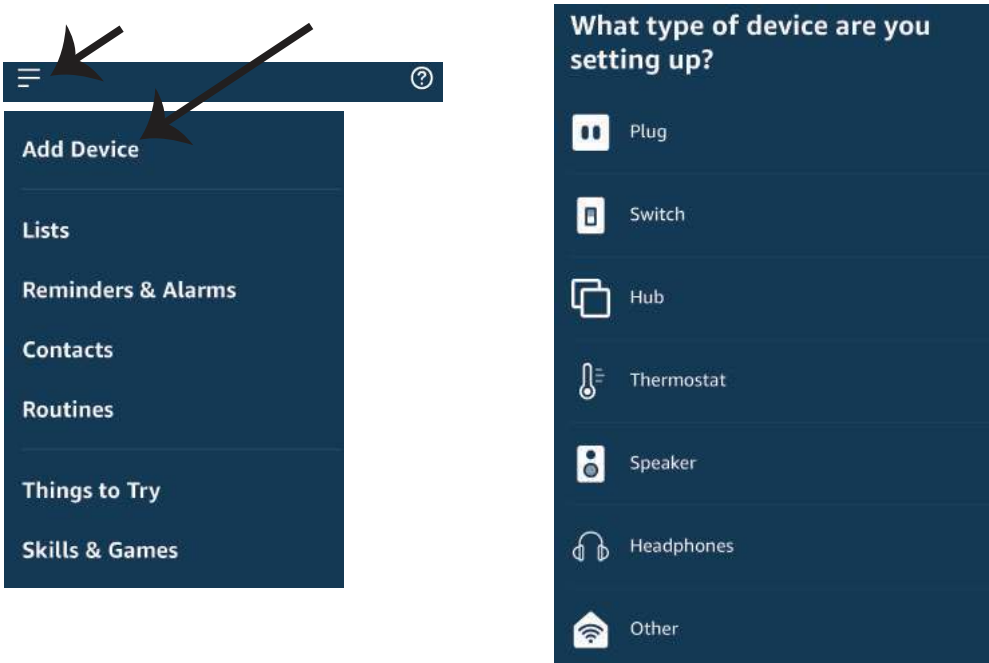 Add Device
Lists
Reminders & Alarms
Contacts
Routines
Things to Try
Skills & Games
What type of device are you
setting up?
Plug
Switch
Hub
Thermostat
Speaker
Headphones
Other